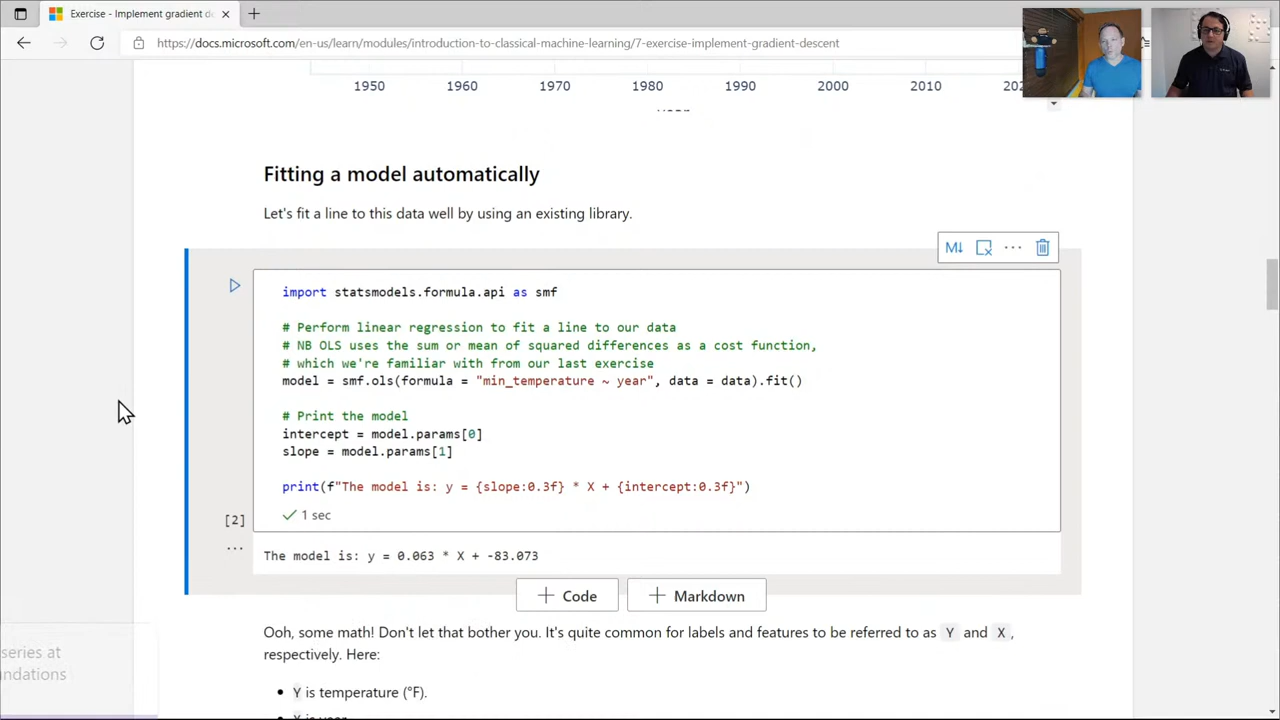 Exercise - Implement gradient de
https://docs.microsoft.com/en-us/learn/modules/introduction-to-classical-machine-learning/7-exercise-implement-gradient-descent
1950 1960 1970 1980 1990 2000 2010
Fitting a model automatically
Let's fit a line to this data well by using an existing library.
M↓ ···
import statsmodels.formula.api as smf
# Perform linear regression to fit a line to our data
# NB OLS uses the sum or mean of squared differences as a cost function,
# which we're familiar with from our last exercise
model = smf.ols(formula = "min_temperature ~ year", data = data).fit()
# Print the model
intercept = model.params[0]
slope = model.params[1]
print(f"The model is: y = {slope:0.3f} * X + {intercept:0.3f}")
[2] 1 sec
···
The model is: y = 0.063 * X + -83.073
+ Code + Markdown
Ooh, some math! Don't let that bother you. It's quite common for labels and features to be referred to as Y and X,
respectively. Here:
series at
ndations
• Y is temperature (°F).
• X is year.